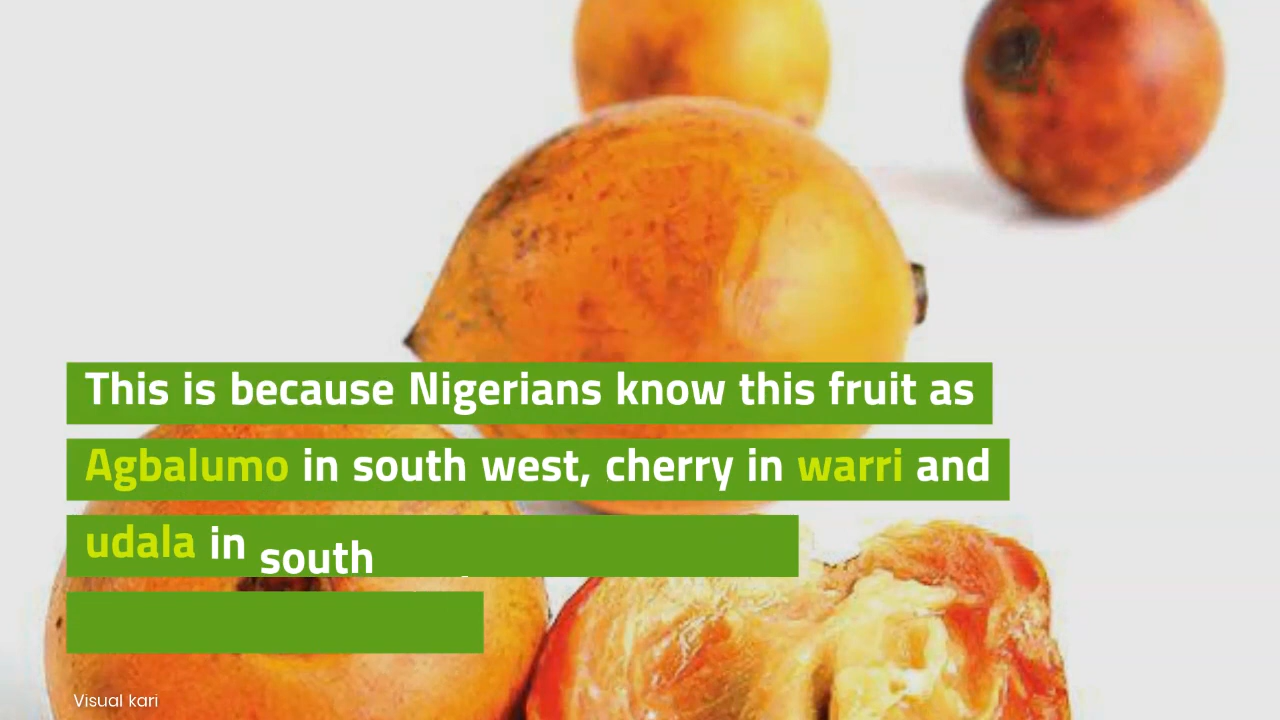 This is because Nigerians know this fruit as
Agbalumo in south west, cherry in warri and
udala in south
Visual kari